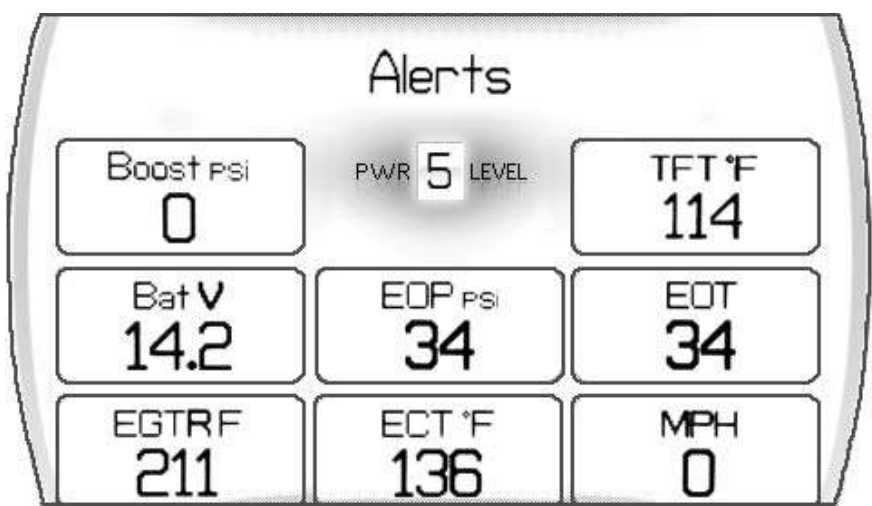 Alerts
Boost PSI
0
PWR 5 LEVEL
TFT °F
114
Bat V
14.2
EOP PSI
34
EOT
34
EGTR F
211
ECT °F
136
MPH
0